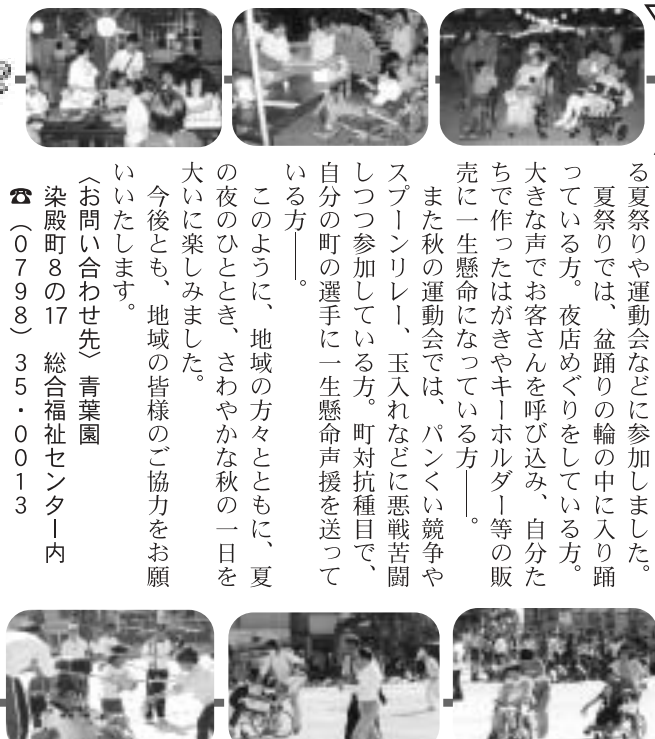 る夏祭りや運動会などに参加しました。
　夏祭りでは、盆踊りの輪の中に入り踊
っている方。夜店めぐりをしている方。
大きな声でお客さんを呼び込み、自分た
ちで作ったはがきやキーホルダー等の販
売に一生懸命になっている方――。
　また秋の運動会では、パンくい競争や
スプーンリレー、玉入れなどに悪戦苦闘
しつつ参加している方。町対抗種目で、
自分の町の選手に一生懸命声援を送って
いる方――。
　このように、地域の方々とともに、夏
の夜のひととき、さわやかな秋の一日を
大いに楽しみました。
　今後とも、地域の皆様のご協力をお願
いいたします。
〈お問い合わせ先〉青葉園
染殿町8の17　総合福祉センター内
☎（0798）35・0013